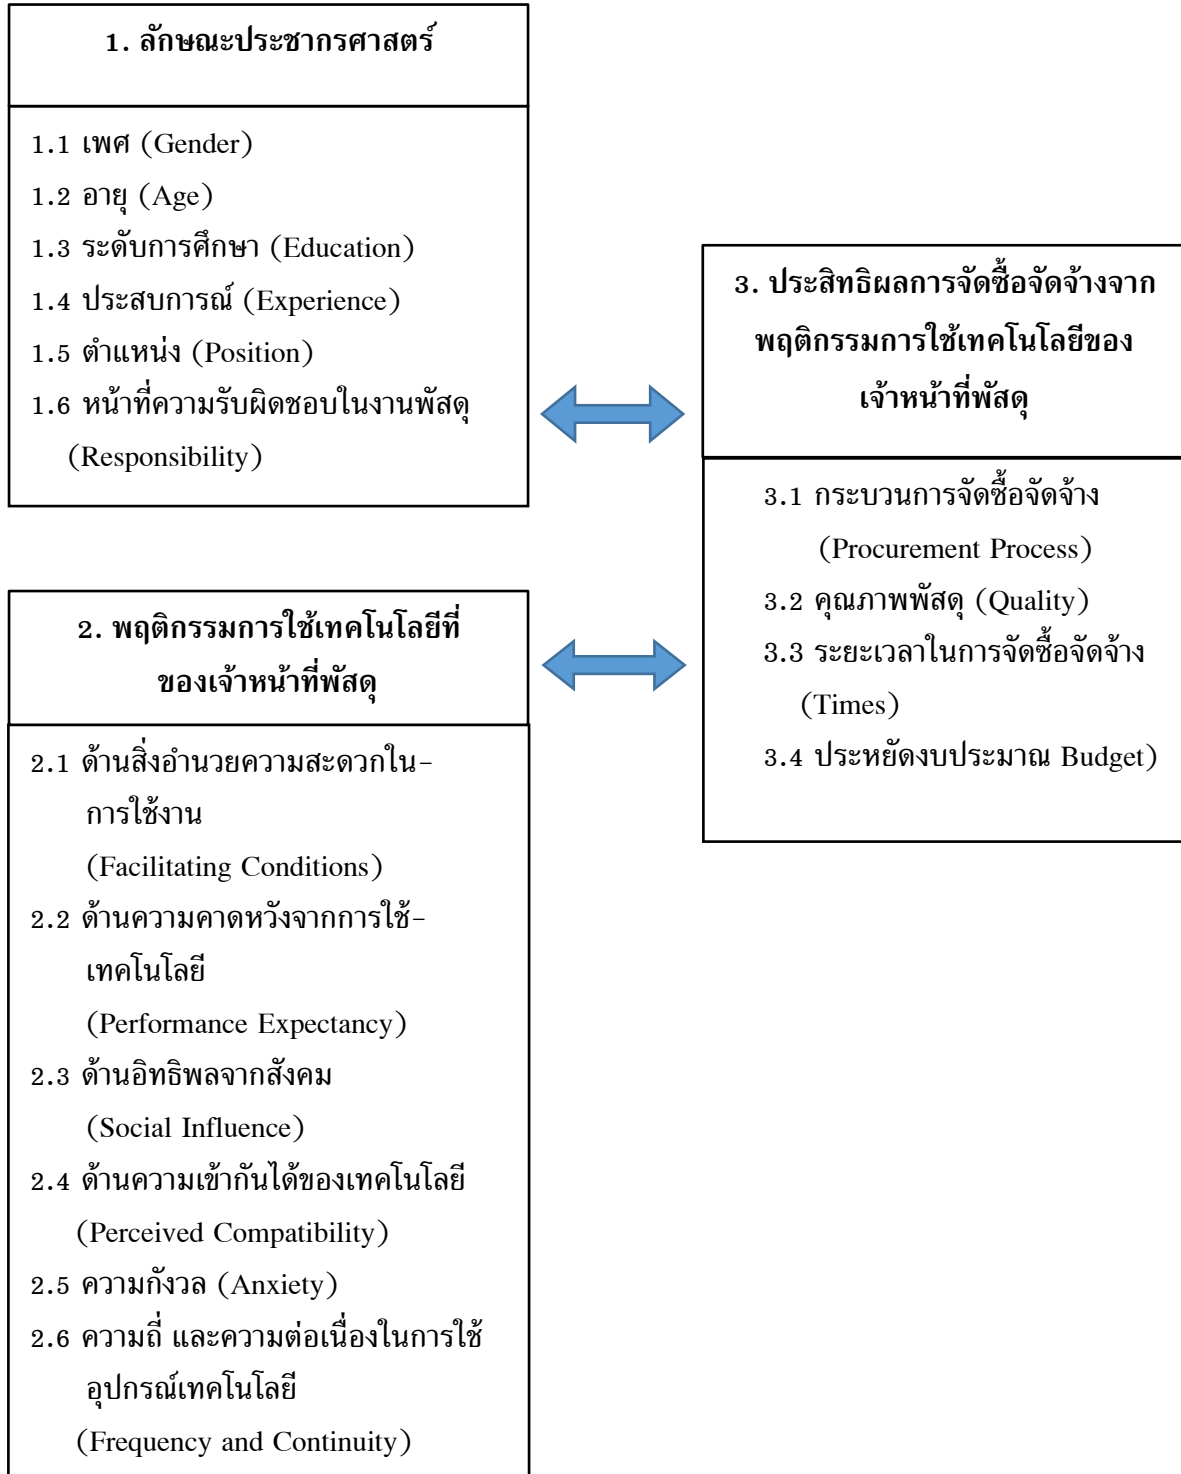 1. ลักษณะประชากรศาสตร์
1.1 เพศ (Gender)
1.2 อายุ (Age)
1.3 ระดับการศึกษา (Education)
1.4 ประสบการณ์ (Experience)
1.5 ตำแหน่ง (Position)
1.6 หน้าที่ความรับผิดชอบในงานพัสดุ
(Responsibility)
2. พฤติกรรมการใช้เทคโนโลยีที่
ของเจ้าหน้าที่พัสดุ
2.1 ด้านสิ่งอำนวยความสะดวกใน-
การใช้งาน
(Facilitating Conditions)
2.2 ด้านความคาดหวังจากการใช้-
เทคโนโลยี
(Performance Expectancy)
2.3 ด้านอิทธิพลจากสังคม
(Social Influence)
2.4 ด้านความเข้ากันได้ของเทคโนโลยี
(Perceived Compatibility)
2.5 ความกังวล (Anxiety)
2.6 ความถี่ และความต่อเนื่องในการใช้
อุปกรณ์เทคโนโลยี
(Frequency and Continuity)
3. ประสิทธิผลการจัดซื้อจัดจ้างจาก
พฤติกรรมการใช้เทคโนโลยีของ
เจ้าหน้าที่พัสดุ
3.1 กระบวนการจัดซื้อจัดจ้าง
(Procurement Process)
3.2 คุณภาพพัสดุ (Quality)
3.3 ระยะเวลาในการจัดซื้อจัดจ้าง
(Times)
3.4 ประหยัดงบประมาณ Budget)